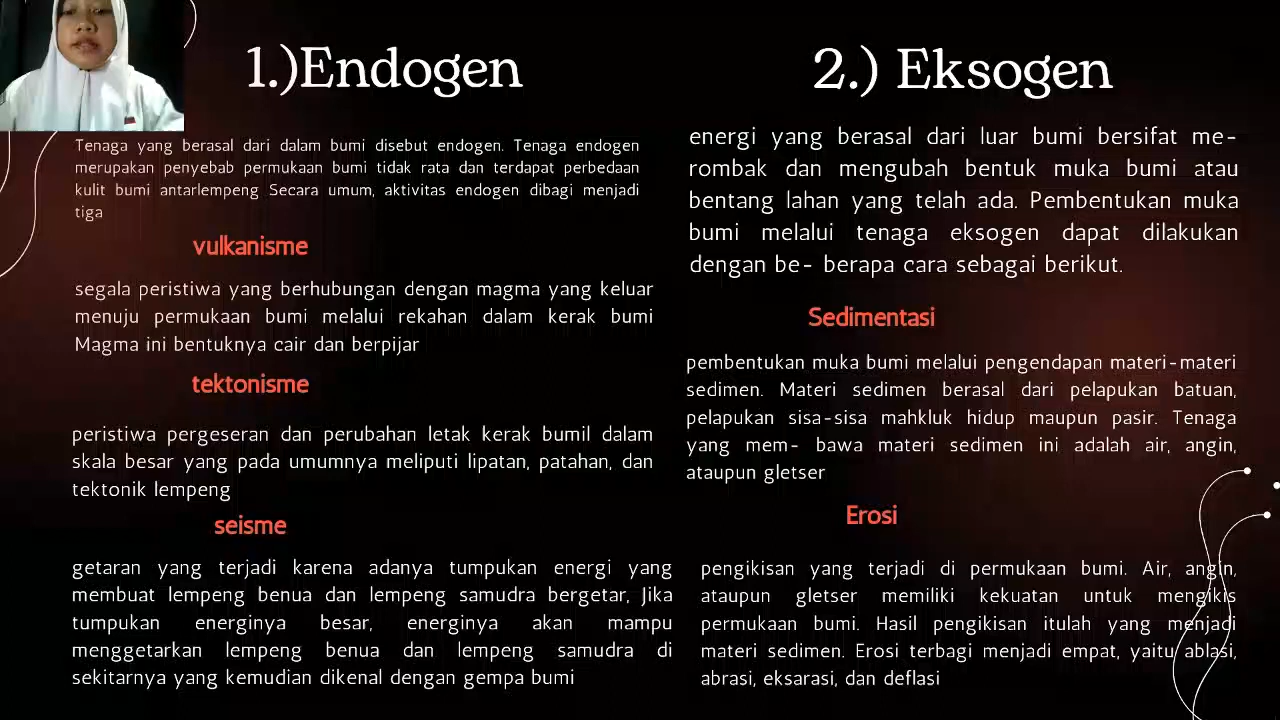 1.)Endogen
Tenaga yang berasal dari dalam bumi disebut endogen. Tenaga endogen
merupakan penyebab permukaan bumi tidak rata dan terdapat perbedaan
kulit bumi antarlempeng Secara umum, aktivitas endogen dibagi menjadi
tiga
vulkanisme
segala peristiwa yang berhubungan dengan magma yang keluar
menuju permukaan bumi melalui rekahan dalam kerak bumi
Magma ini bentuknya cair dan berpijar
tektonisme
peristiwa pergeseran dan perubahan letak kerak bumil dalam
skala besar yang pada umumnya meliputi lipatan, patahan, dan
tektonik lempeng
seisme
getaran yang terjadi karena adanya tumpukan energi yang
membuat lempeng benua dan lempeng samudra bergetar, Jika
tumpukan energinya besar, energinya akan mampu
menggetarkan lempeng benua dan lempeng samudra di
sekitarnya yang kemudian dikenal dengan gempa bumi
2.) Eksogen
energi yang berasal dari luar bumi bersifat me-
rombak dan mengubah bentuk muka bumi atau
bentang lahan yang telah ada. Pembentukan muka
bumi melalui tenaga eksogen dapat dilakukan
dengan be- berapa cara sebagai berikut.
Sedimentasi
pembentukan muka bumi melalui pengendapan materi-materi
sedimen. Materi sedimen berasal dari pelapukan batuan,
pelapukan sisa-sisa mahkluk hidup maupun pasir. Tenaga
yang mem- bawa materi sedimen ini adalah air, angin,
ataupun gletser
Erosi
pengikisan yang terjadi di permukaan bumi. Air, angin,
ataupun gletser memiliki kekuatan untuk mengikis
permukaan bumi. Hasil pengikisan itulah yang menjadi
materi sedimen. Erosi terbagi menjadi empat, yaitu ablasi,
abrasi, eksarasi, dan deflasi